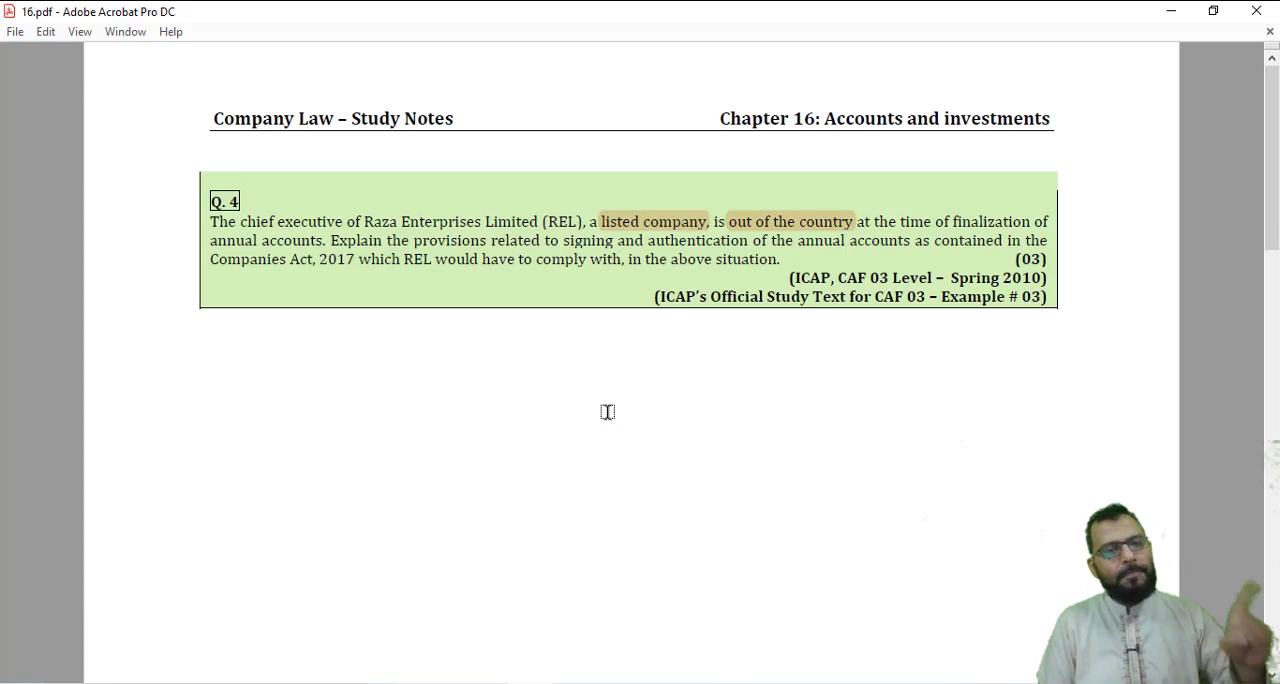 16.pdf - Adobe Acrobat Pro DC
File Edit View Window Help
Company Law – Study Notes Chapter 16: Accounts and investments
Q. 4
The chief executive of Raza Enterprises Limited (REL), a listed company, is out of the country at the time of finalization of
annual accounts. Explain the provisions related to signing and authentication of the annual accounts as contained in the
Companies Act, 2017 which REL would have to comply with, in the above situation. (03)
(ICAP, CAF 03 Level – Spring 2010)
(ICAP’s Official Study Text for CAF 03 – Example # 03)